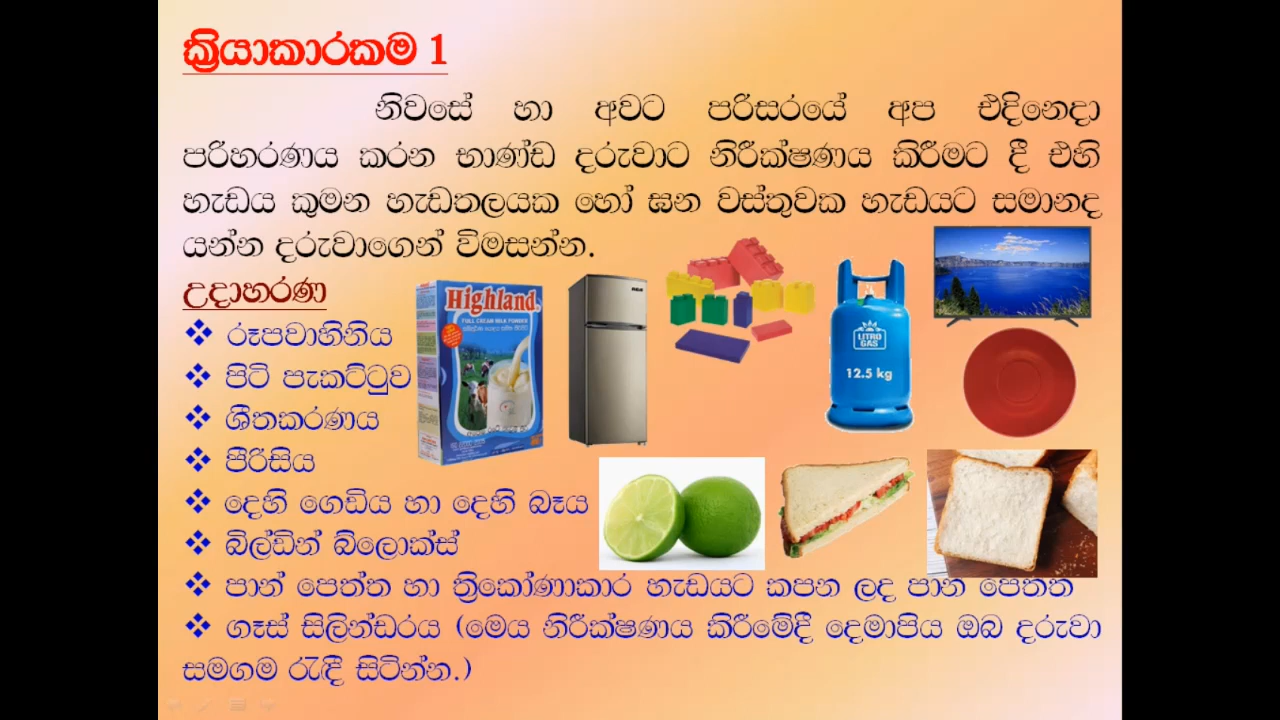 ක්‍රියාකාරකම 1
නිවසේ හා අවට පරිසරයේ අප එදිනෙදා
පරිහරණය කරන භාණ්ඩ දරුවාට නිරීක්ෂණය කිරීමට දී එහි
හැඩය කුමන හැඩතලයක හෝ ඝන වස්තුවක හැඩයට සමානද
යන්න දරුවාගෙන් විමසන්න.
උදාහරණ
❖ රූපවාහිනිය
❖ පිටි පැකට්ටුව
❖ ශීතකරණය
❖ පීරිසිය
❖ දෙහි ගෙඩිය හා දෙහි බෑය
❖ බිල්ඩින් බ්ලොක්ස්
❖ පාන් පෙත්ත හා ත්‍රිකෝණාකාර හැඩයට කපන ලද පාන් පෙත්ත
❖ ගෑස් සිලින්ඩරය (මෙය නිරීක්ෂණය කිරීමේදී දෙමාපිය ඔබ දරුවා
සමගම රැඳී සිටින්න.)
Highland
FULL CREAM MILK POWDER
RCA
LITRO
GAS
12.5 kg